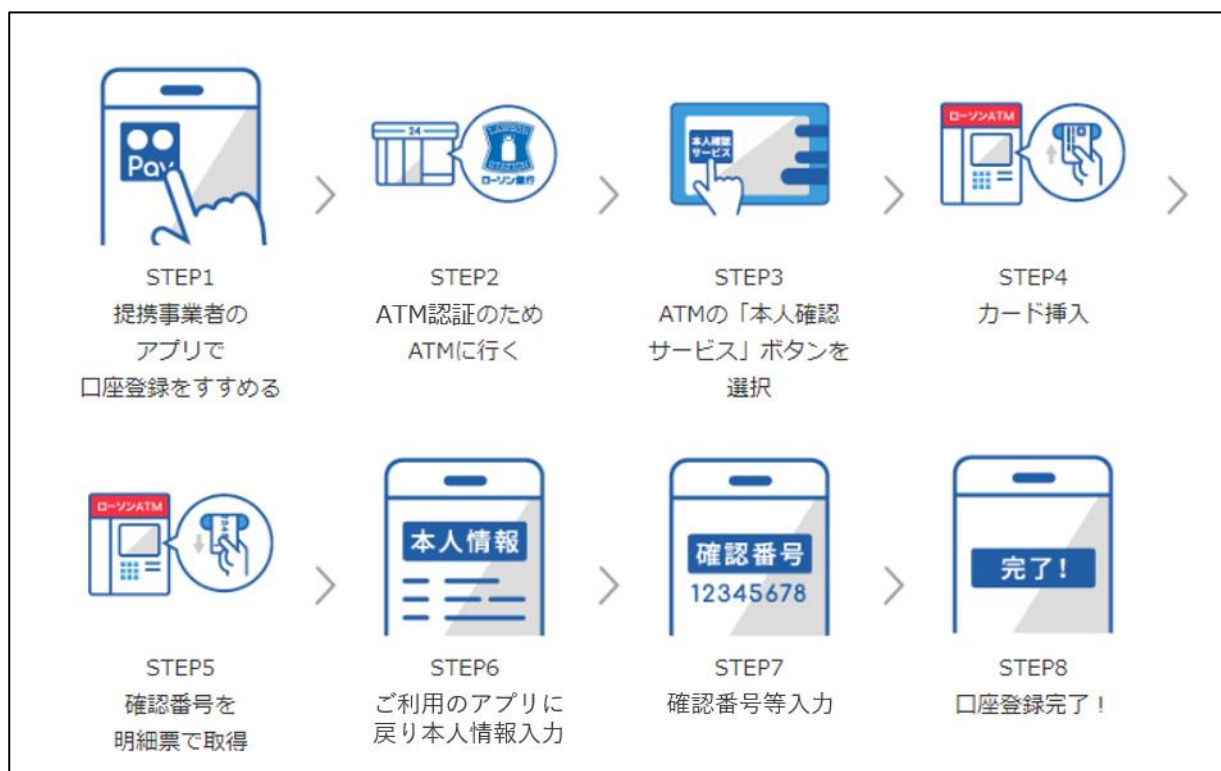 Pay
STEP1
提携事業者の
アプリで
口座登録をすすめる
24
LAWSON
STATION
ローソン銀行
STEP2
ATM認証のため
ATMに行く
本人確認
サービス
STEP3
ATMの「本人確認
サービス」ボタンを
選択
ローソンATM
STEP4
カード挿入
ローソンATM
STEP5
確認番号を
明細票で取得
本人情報
STEP6
ご利用のアプリに
戻り本人情報入力
確認番号
12345678
STEP7
確認番号等入力
完了!
STEP8
口座登録完了！